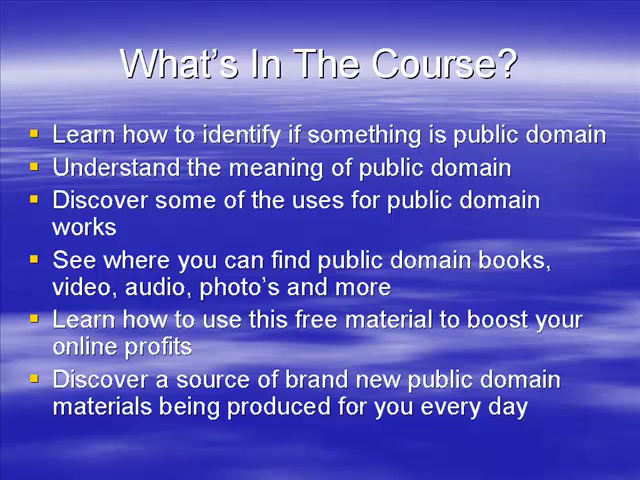 What's In The Course?
Learn how to identify if something is public domain
Understand the meaning of public domain
Discover some of the uses for public domain
works
See where you can find public domain books,
video, audio, photo's and more
Learn how to use this free material to boost your
online profits
Discover a source of brand new public domain
materials being produced for you every day